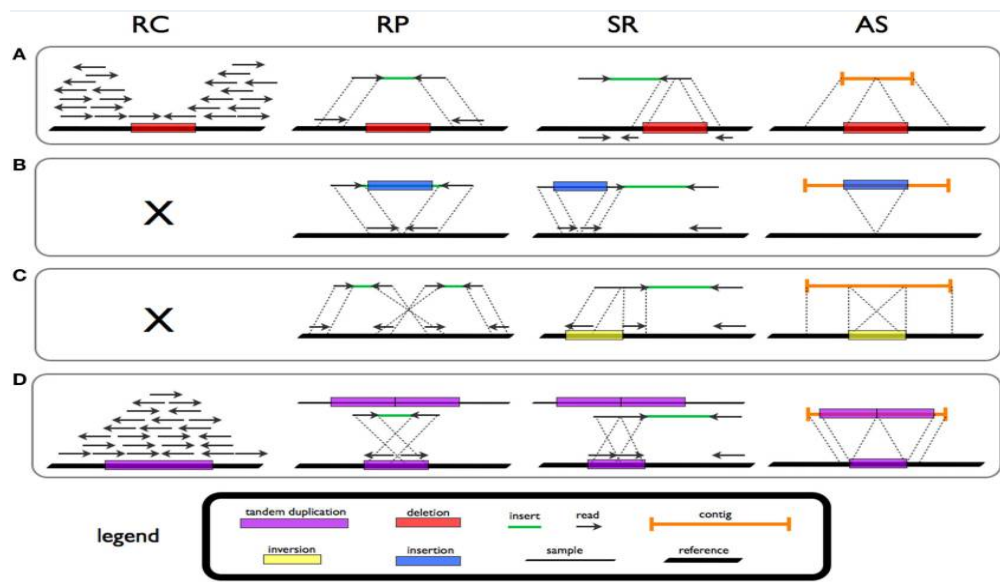 RC RP SR AS
A
B
X
C
X
D
legend
tandem duplication deletion insert read contig
inversion insertion sample reference